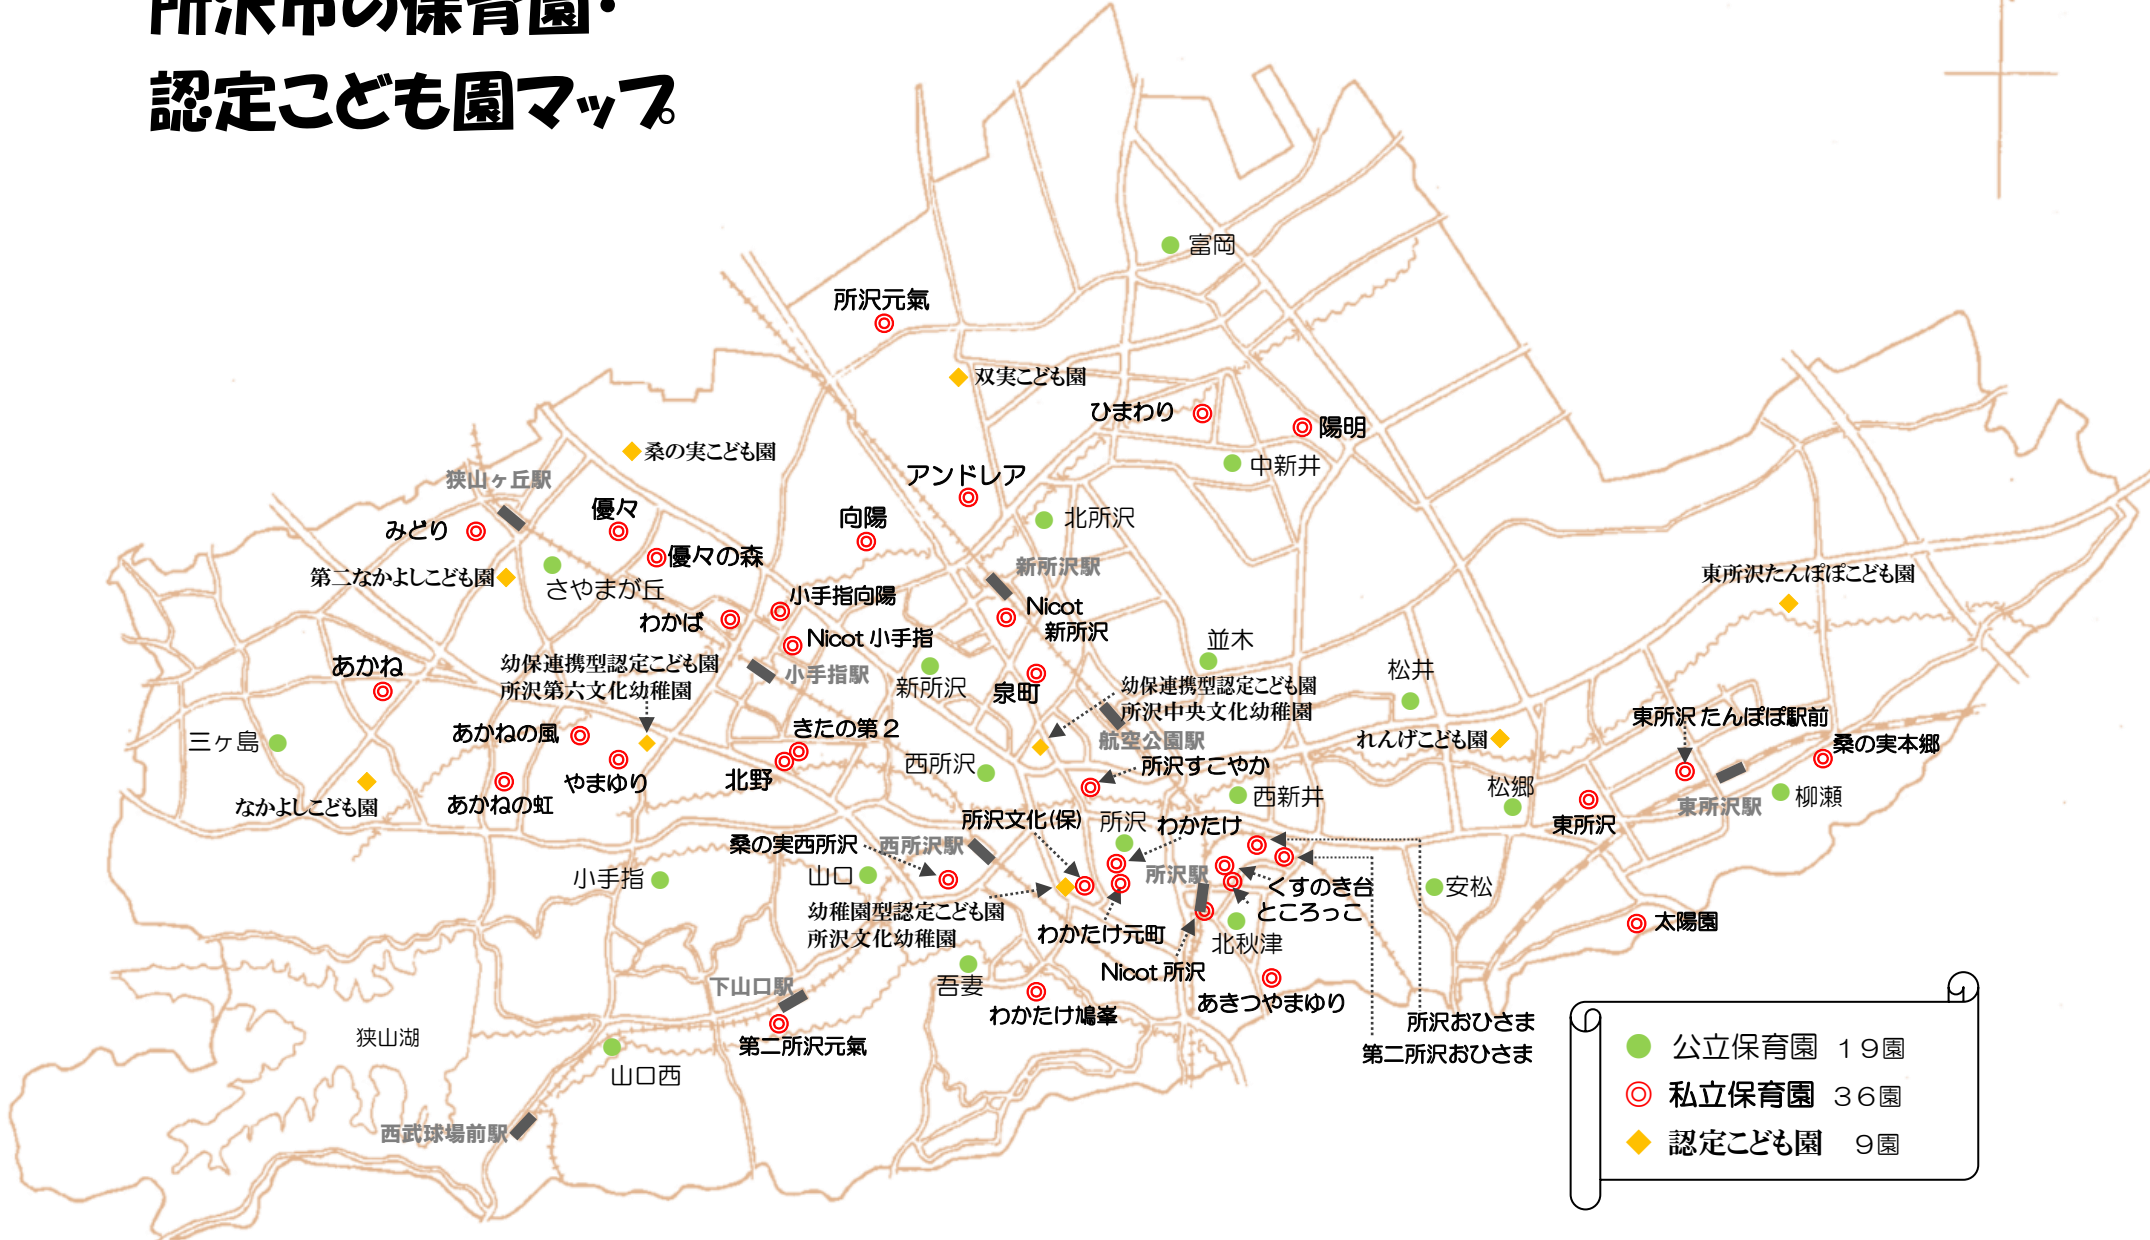 所沢市の保育園・
認定こども園マップ
富岡
所沢元氣
双実こども園
ひまわり
陽明
桑の実こども園
中新井
狭山ヶ丘駅
アンドレア
優々
向陽
北所沢
みどり
優々の森
新所沢駅
第二なかよしこども園
さやまが丘
東所沢たんぽぽこども園
小手指向陽
Nicot
新所沢
わかば
Nicot 小手指
並木
あかね
幼保連携型認定こども園
所沢第六文化幼稚園
小手指駅
新所沢
泉町
幼保連携型認定こども園
所沢中央文化幼稚園
松井
東所沢 たんぽぽ駅前
三ヶ島
あかねの風
きたの第２
航空公園駅
れんげこども園
桑の実本郷
やまゆり
北野
西所沢
所沢すこやか
なかよしこども園
あかねの虹
西新井
松郷
東所沢駅
柳瀬
所沢文化(保)
所沢
わかたけ
東所沢
桑の実西所沢
西所沢駅
小手指
山口
所沢駅
くすのき台
ところっこ
安松
幼稚園型認定こども園
所沢文化幼稚園
わかたけ元町
北秋津
太陽園
Nicot 所沢
下山口駅
吾妻
わかたけ鳩峯
あきつやまゆり
所沢おひさま
第二所沢おひさま
狭山湖
第二所沢元氣
山口西
西武球場前駅
公立保育園 １９園
私立保育園 ３６園
認定こども園 ９園